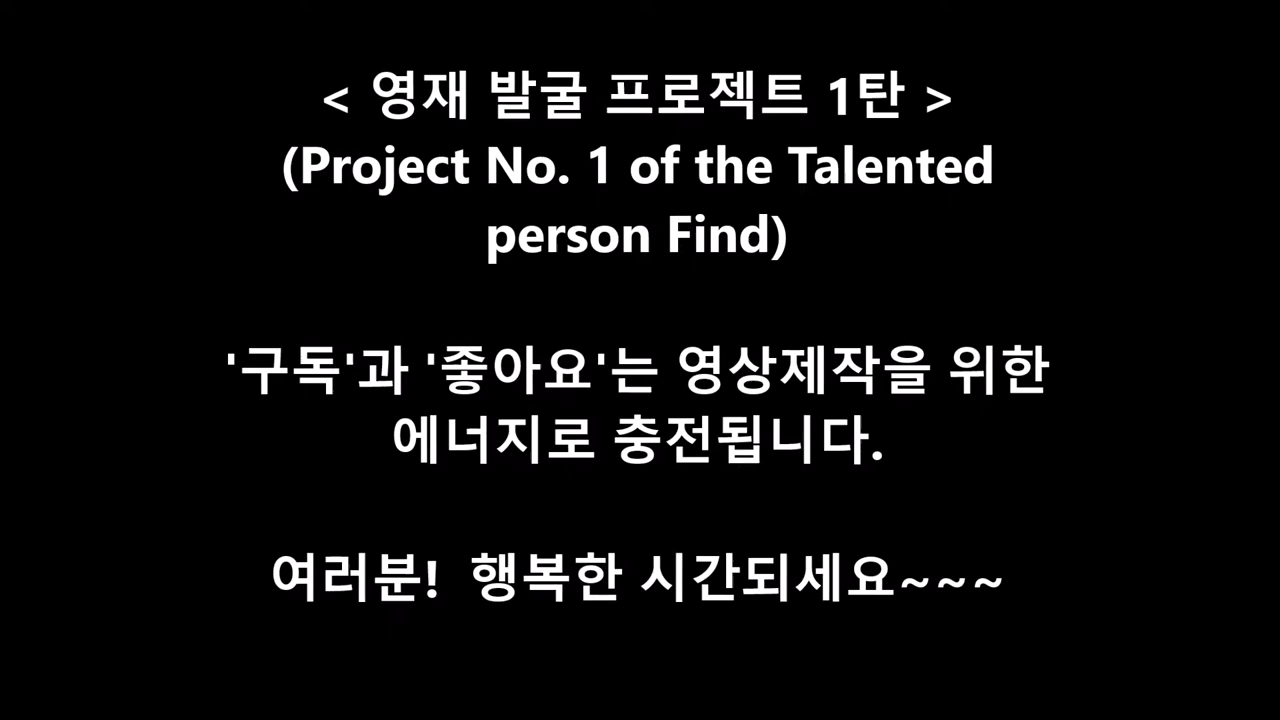 < 영재 발굴 프로젝트 1탄 >
(Project No. 1 of the Talented
person Find)
'구독'과 '좋아요'는 영상제작을 위한
에너지로 충전됩니다.
여러분!  행복한 시간되세요~~~